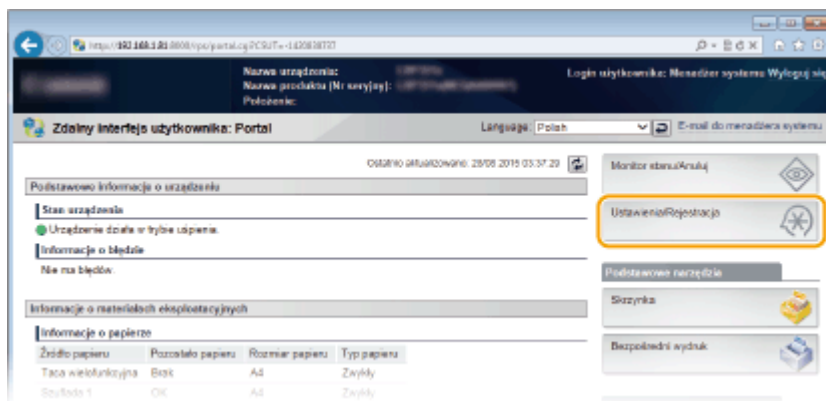 Nazwa urządzenia:
Nazwa produktu (Nr seryjny):
Położenie:
Login użytkownika: Menedżer systemu Wyloguj się
Zdalny interfejs użytkownika: Portal
Language: Polish
E-mail do menadżera systemu
Ostatnio aktualizowano: 28/08 2015 03:37:29
Podstawowe informacje o urządzeniu
Stan urządzenia
Urządzenie działa w trybie uśpienia.
Informacje o błędzie
Nie ma błędów.
Informacje o materiałach eksploatacyjnych
Informacje o papierze
Źródło papieru Pozostało papieru Rozmiar papieru Typ papieru
Taca wielofunkcyjna Brak A4 Zwykły
Szuflada 1 OK A4 Zwykły
Monitor stanu/Anuluj
Ustawienia/Rejestracja
Podstawowe narzędzia
Skrzynka
Bezpośredni wydruk